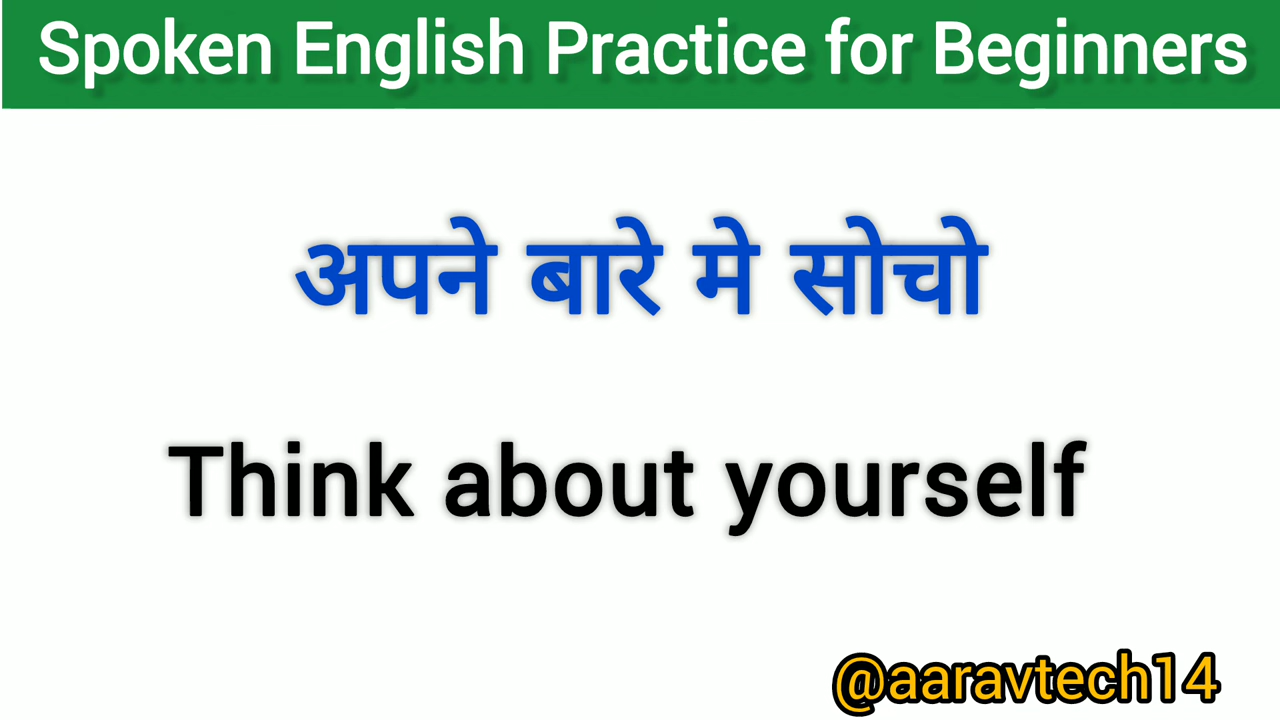 Spoken English Practice for Beginners
अपने बारे मे सोचो
Think about yourself
@aaravtech14